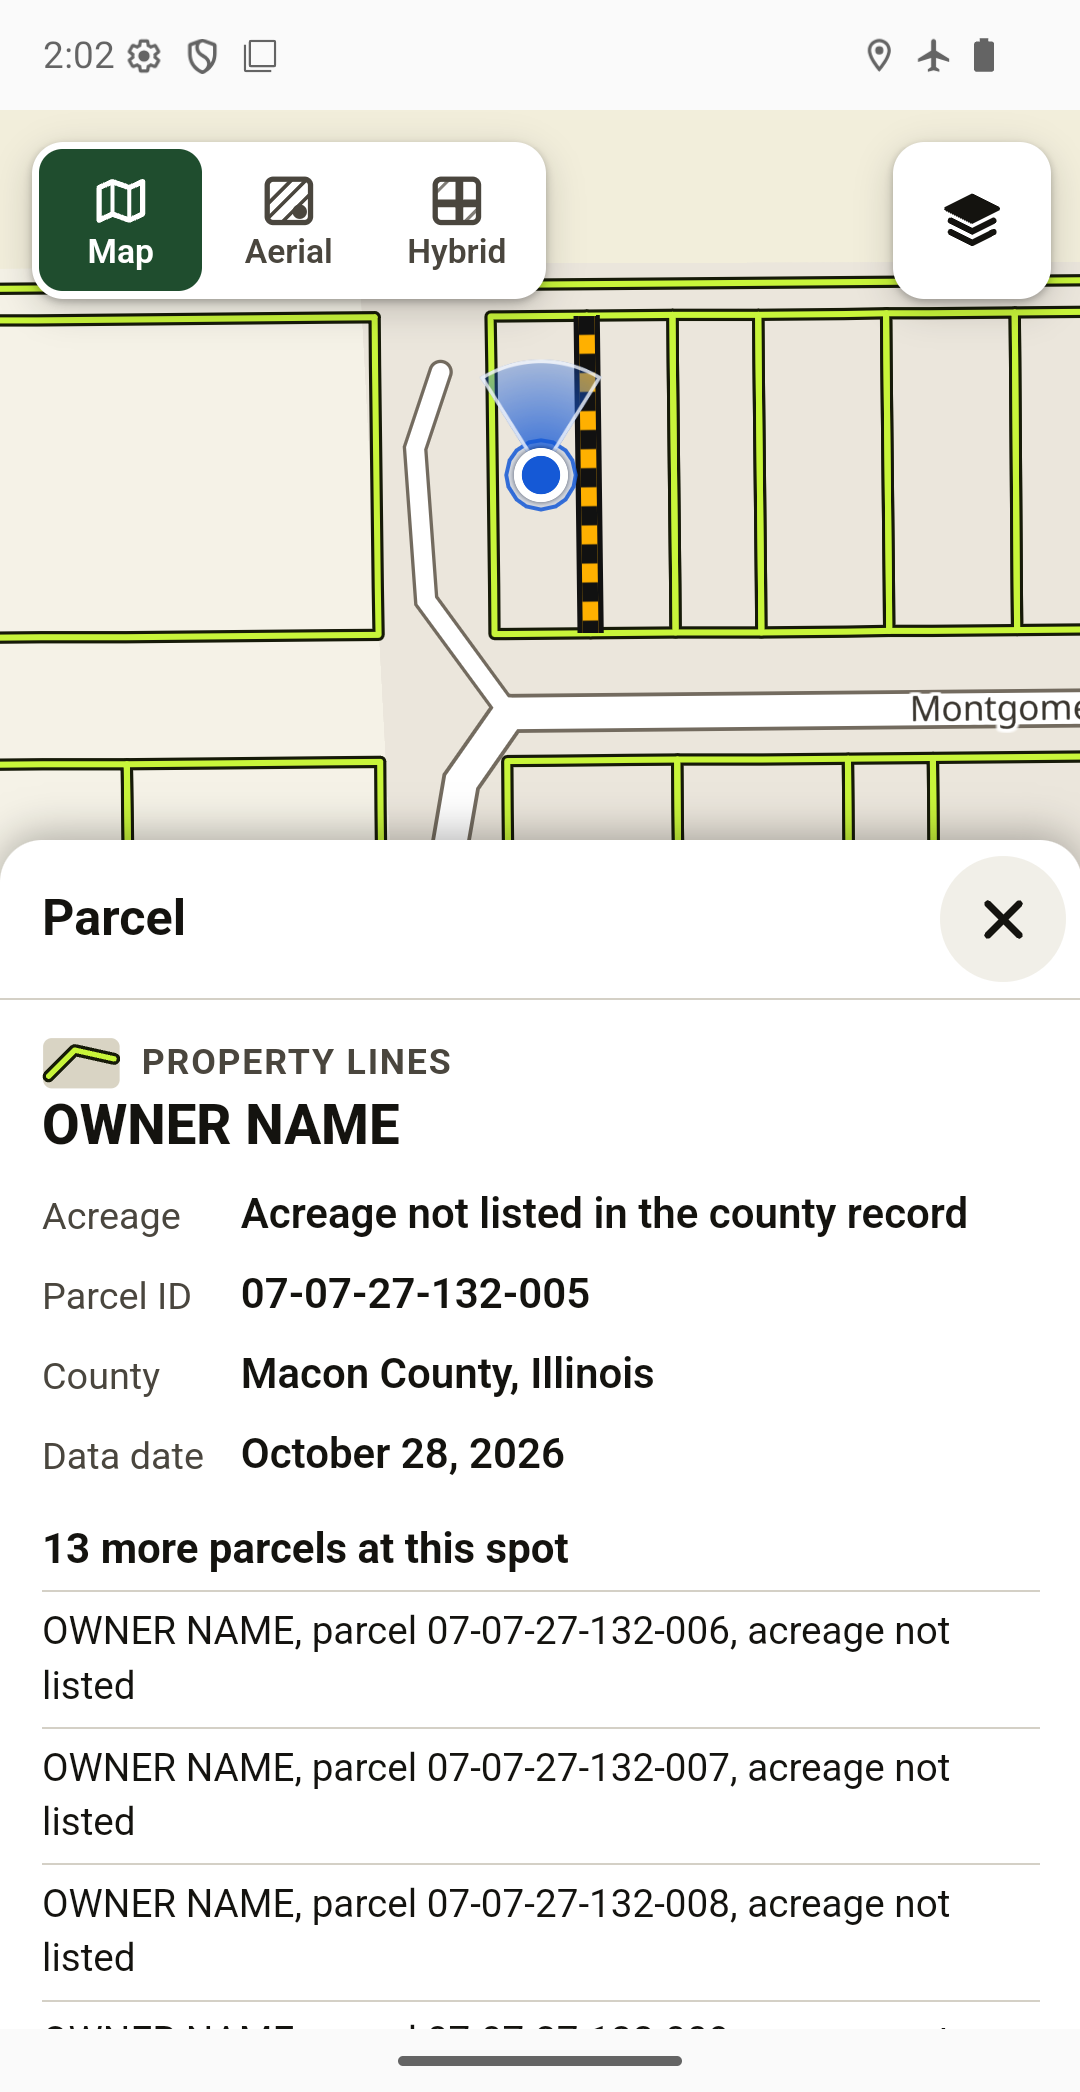 2:02
Map
Aerial
Hybrid
Montgome
Parcel
PROPERTY LINES
OWNER NAME
Acreage
Acreage not listed in the county record
Parcel ID
07-07-27-132-005
County
Macon County, Illinois
Data date
October 28, 2026
13 more parcels at this spot
OWNER NAME, parcel 07-07-27-132-006, acreage not
listed
OWNER NAME, parcel 07-07-27-132-007, acreage not
listed
OWNER NAME, parcel 07-07-27-132-008, acreage not
listed